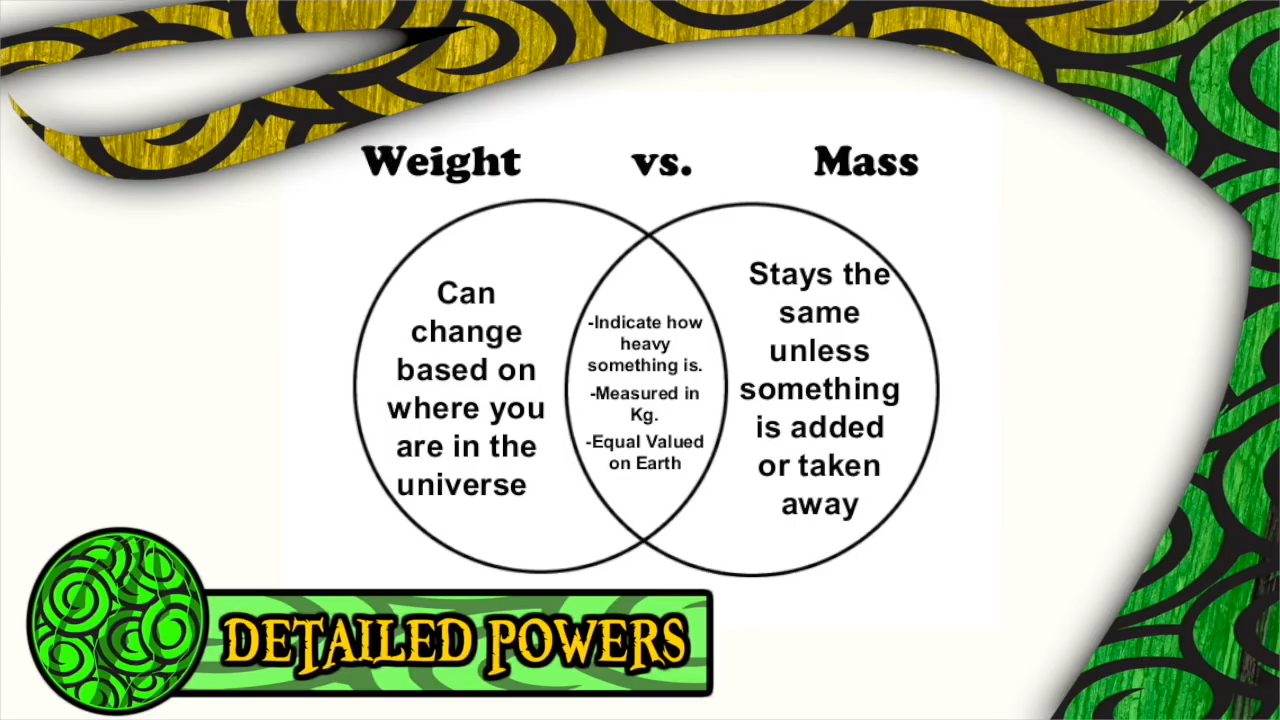 Weight vs. Mass
Can
change
based on
where you
are in the
universe
-Indicate how
heavy
something is.
-Measured in
Kg.
-Equal Valued
on Earth
Stays the
same
unless
something
is added
or taken
away
DETAILED POWERS